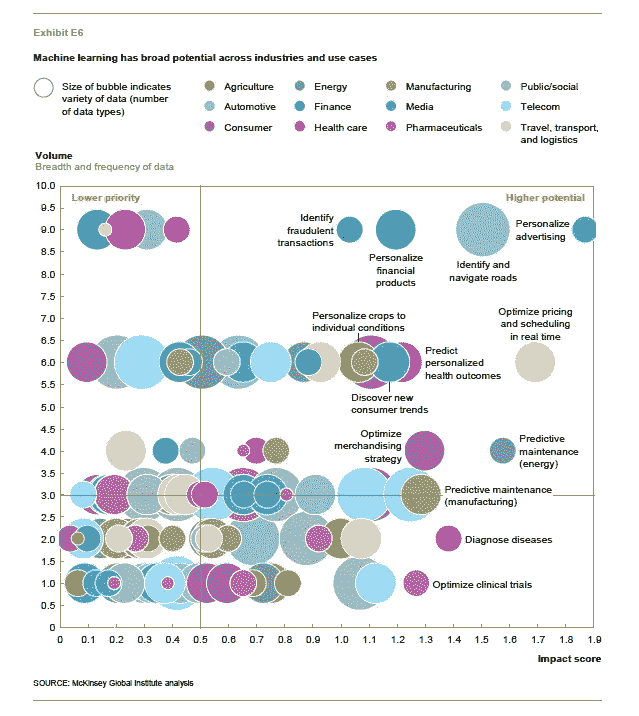 Exhibit E6
Machine learning has broad potential across industries and use cases
Size of bubble indicates
variety of data (number
of data types)
Agriculture
Energy
Manufacturing
Public/social
Automotive
Finance
Media
Telecom
Consumer
Health care
Pharmaceuticals
Travel, transport,
and logistics
Volume
Breadth and frequency of data
10.0
Lower priority
Higher potential
9.5
9.0
8.5
8.0
7.5
7.0
6.5
6.0
5.5
5.0
4.5
4.0
3.5
3.0
2.5
2.0
1.5
1.0
0.5
0
Identify
fraudulent
transactions
Personalize
financial
products
Identify and
navigate roads
Personalize
advertising
Personalize crops to
individual conditions
Optimize pricing
and scheduling
in real time
Predict
personalized
health outcomes
Discover new
consumer trends
Optimize
merchandising
strategy
Predictive
maintenance
(energy)
Predictive maintenance
(manufacturing)
Diagnose diseases
Optimize clinical trials
0 0.1 0.2 0.3 0.4 0.5 0.6 0.7 0.8 0.9 1.0 1.1 1.2 1.3 1.4 1.5 1.6 1.7 1.8 1.9
Impact score
SOURCE: McKinsey Global Institute analysis